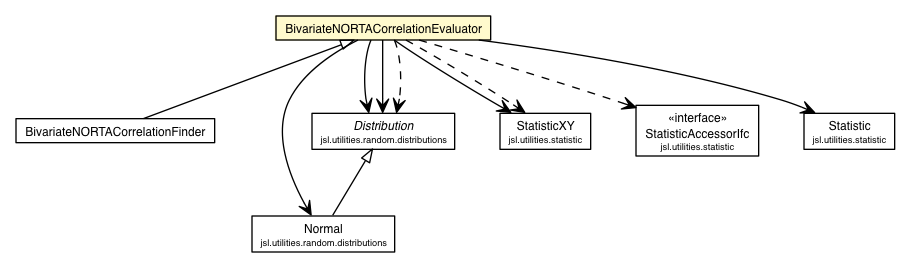 BivariateNORTACorrelationEvaluator
BivariateNORTACorrelationFinder
Distribution
jsl.utilities.random.distributions
StatisticXY
jsl.utilities.statistic
«interface»
StatisticAccessorIfc
jsl.utilities.statistic
Statistic
jsl.utilities.statistic
Normal
jsl.utilities.random.distributions